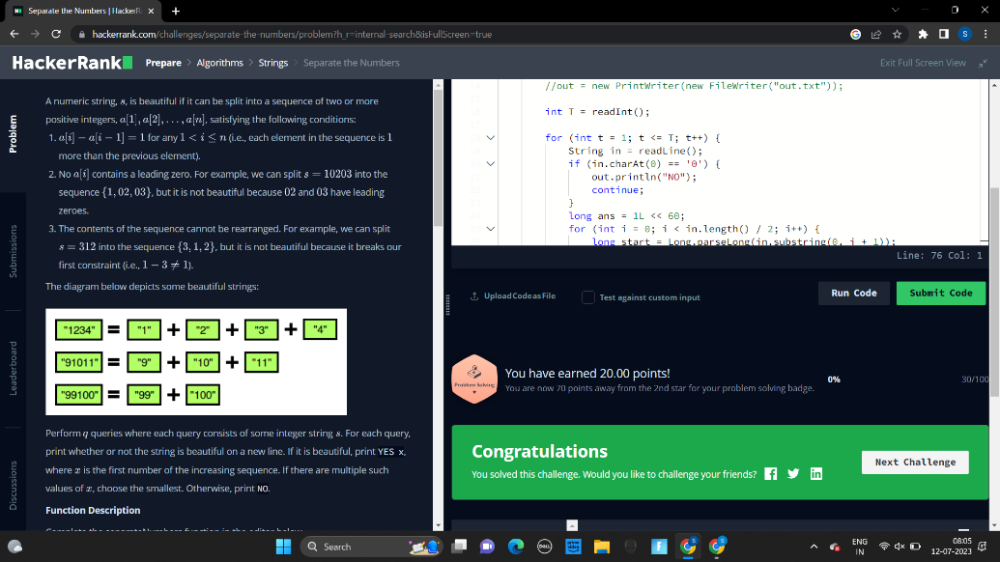 Separate the Numbers | HackerR
hackerrank.com/challenges/separate-the-numbers/problem?h_r=internal-search&isFullScreen=true
S
HackerRank
Prepare > Algorithms > Strings > Separate the Numbers
Exit Full Screen View
Problem
Submissions
Leaderboard
Discussions
A numeric string, s, is beautiful if it can be split into a sequence of two or more
positive integers, a[1], a[2], . . . , a[n], satisfying the following conditions:
1. a[i] − a[i − 1] = 1 for any 1 < i ≤ n (i.e., each element in the sequence is 1
more than the previous element).
2. No a[i] contains a leading zero. For example, we can split s = 10203 into the
sequence {1, 02, 03}, but it is not beautiful because 02 and 03 have leading
zeroes.
3. The contents of the sequence cannot be rearranged. For example, we can split
s = 312 into the sequence {3, 1, 2}, but it is not beautiful because it breaks our
first constraint (i.e., 1 − 3 ≠ 1).
The diagram below depicts some beautiful strings:
"1234" = "1" + "2" + "3" + "4"
"91011" = "9" + "10" + "11"
"99100" = "99" + "100"
Perform q queries where each query consists of some integer string s. For each query,
print whether or not the string is beautiful on a new line. If it is beautiful, print YES x,
where x is the first number of the increasing sequence. If there are multiple such
values of x, choose the smallest. Otherwise, print NO.
Function Description
//out = new PrintWriter(new FileWriter("out.txt"));
int T = readInt();
for (int t = 1; t <= T; t++) {
String in = readLine();
if (in.charAt(0) == '0') {
out.println("NO");
continue;
}
long ans = 1L << 60;
for (int i = 0; i < in.length() / 2; i++) {
long start = Long.parseLong(in.substring(0, i + 1));
Line: 76 Col: 1
Upload Code as File
Test against custom input
Run Code
Submit Code
Problem Solving
You have earned 20.00 points!
You are now 70 points away from the 2nd star for your problem solving badge.
0%
30/100
Congratulations
You solved this challenge. Would you like to challenge your friends?
Next Challenge
Search
DELL
prime video
ENG
IN
08:05
12-07-2023